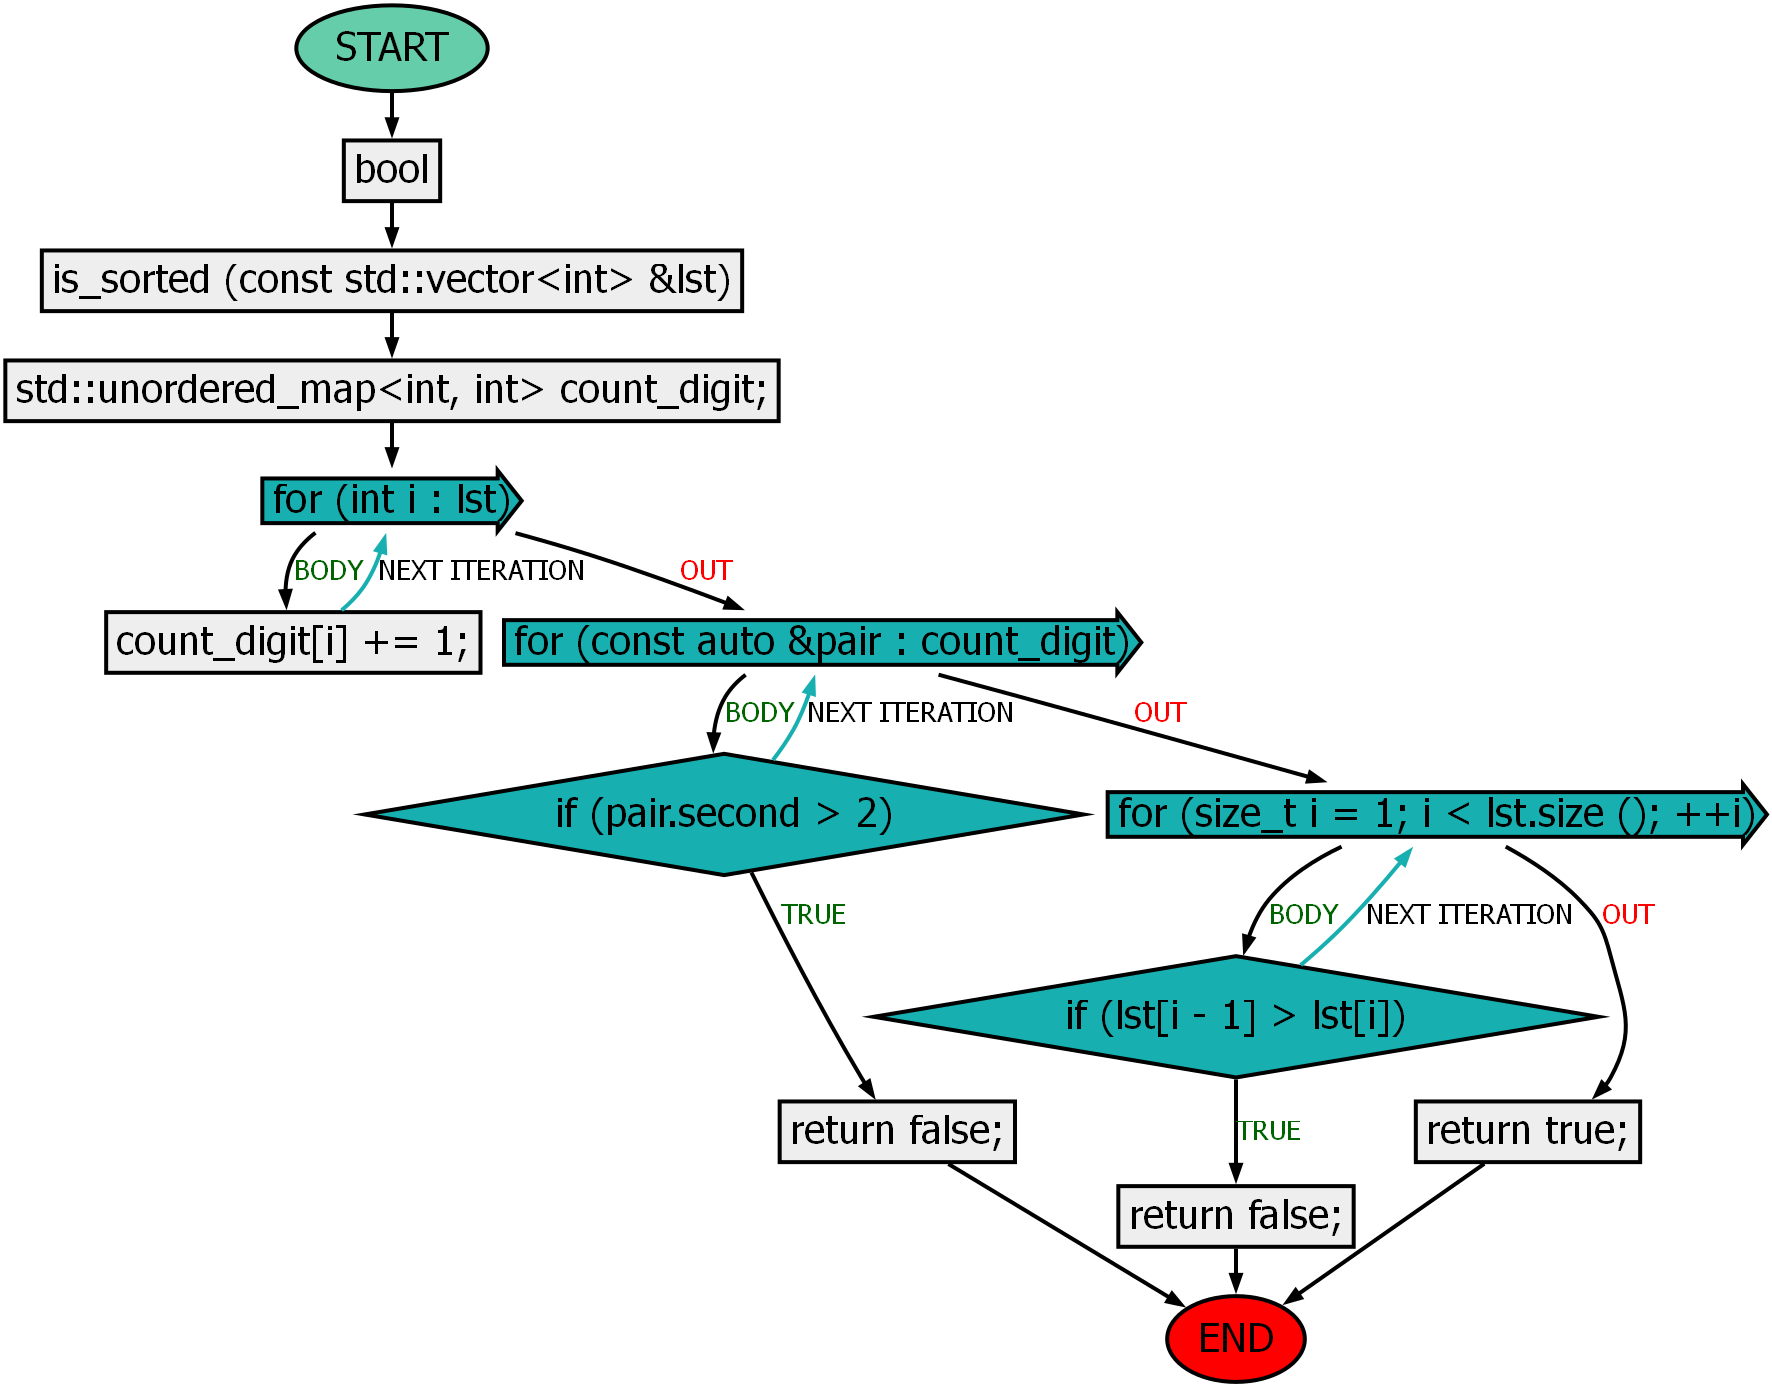 START
bool
is_sorted (const std::vector<int> &lst)
std::unordered_map<int, int> count_digit;
for (int i : lst)
BODY
NEXT ITERATION
OUT
count_digit[i] += 1;
for (const auto &pair : count_digit)
BODY
NEXT ITERATION
OUT
if (pair.second > 2)
for (size_t i = 1; i < lst.size (); ++i)
TRUE
BODY
NEXT ITERATION
OUT
if (lst[i - 1] > lst[i])
return false;
TRUE
return true;
return false;
END